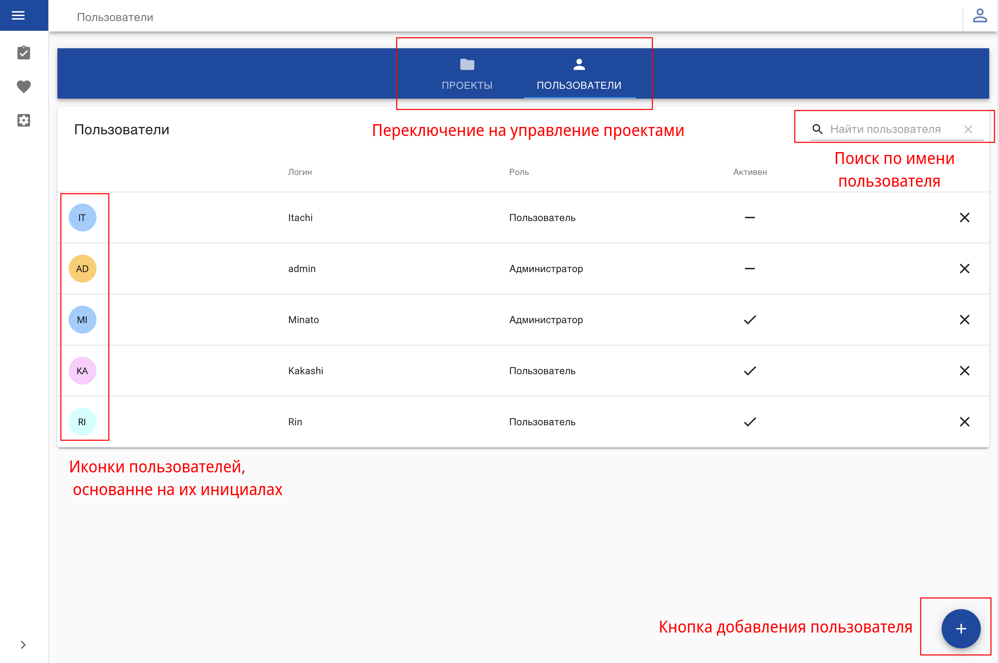 Пользователи
ПРОЕКТЫ ПОЛЬЗОВАТЕЛИ
Пользователи
Переключение на управление проектами
Найти пользователя
Поиск по имени
пользователя
Логин Роль Активен
IT Itachi Пользователь
AD admin Администратор
MI Minato Администратор
KA Kakashi Пользователь
RI Rin Пользователь
Иконки пользователей,
основанне на их инициалах
Кнопка добавления пользователя